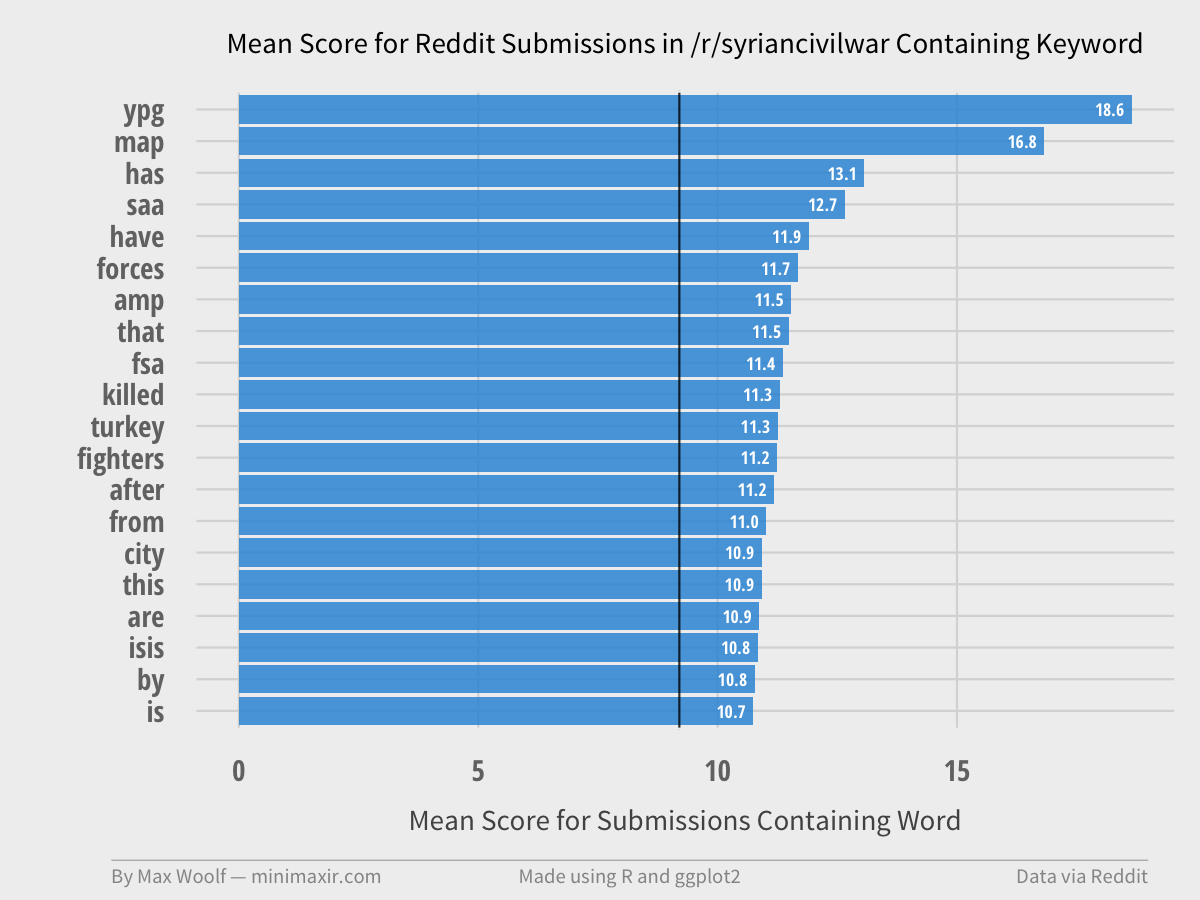 Mean Score for Reddit Submissions in /r/syriancivilwar Containing Keyword
ypg 18.6
map 16.8
has 13.1
saa 12.7
have 11.9
forces 11.7
amp 11.5
that 11.5
fsa 11.4
killed 11.3
turkey 11.3
fighters 11.2
after 11.2
from 11.0
city 10.9
this 10.9
are 10.9
isis 10.8
by 10.8
is 10.7
0 5 10 15
Mean Score for Submissions Containing Word
By Max Woolf — minimaxir.com Made using R and ggplot2 Data via Reddit